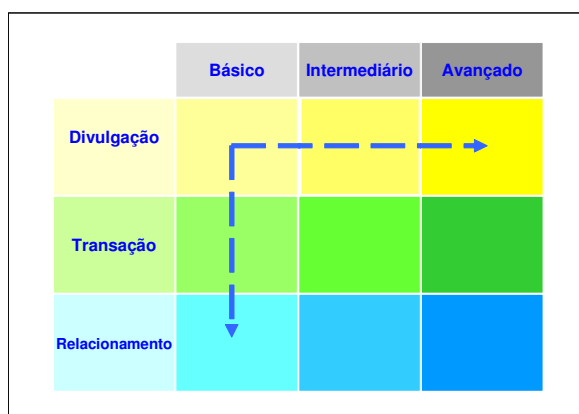 Básico
Intermediário
Avançado
Divulgação
Transação
Relacionamento